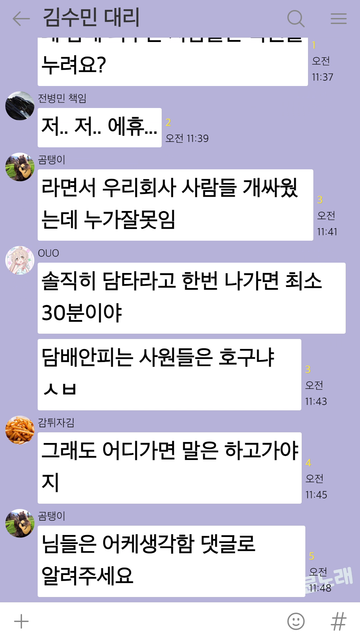 김수민 대리
누려요?
1
오전
11:37
전병민 책임
저.. 저.. 에휴...
2
오전 11:39
곰탱이
라면서 우리회사 사람들 개싸웠
는데 누가잘못임
3
오전
11:41
OUO
솔직히 담타라고 한번 나가면 최소
30분이야
담배안피는 사원들은 호구냐
ㅅㅂ
3
오전
11:43
감튀자김
그래도 어디가면 말은 하고가야
지
4
오전
11:45
곰탱이
님들은 어케생각함 댓글로
알려주세요
5
오전
11:48